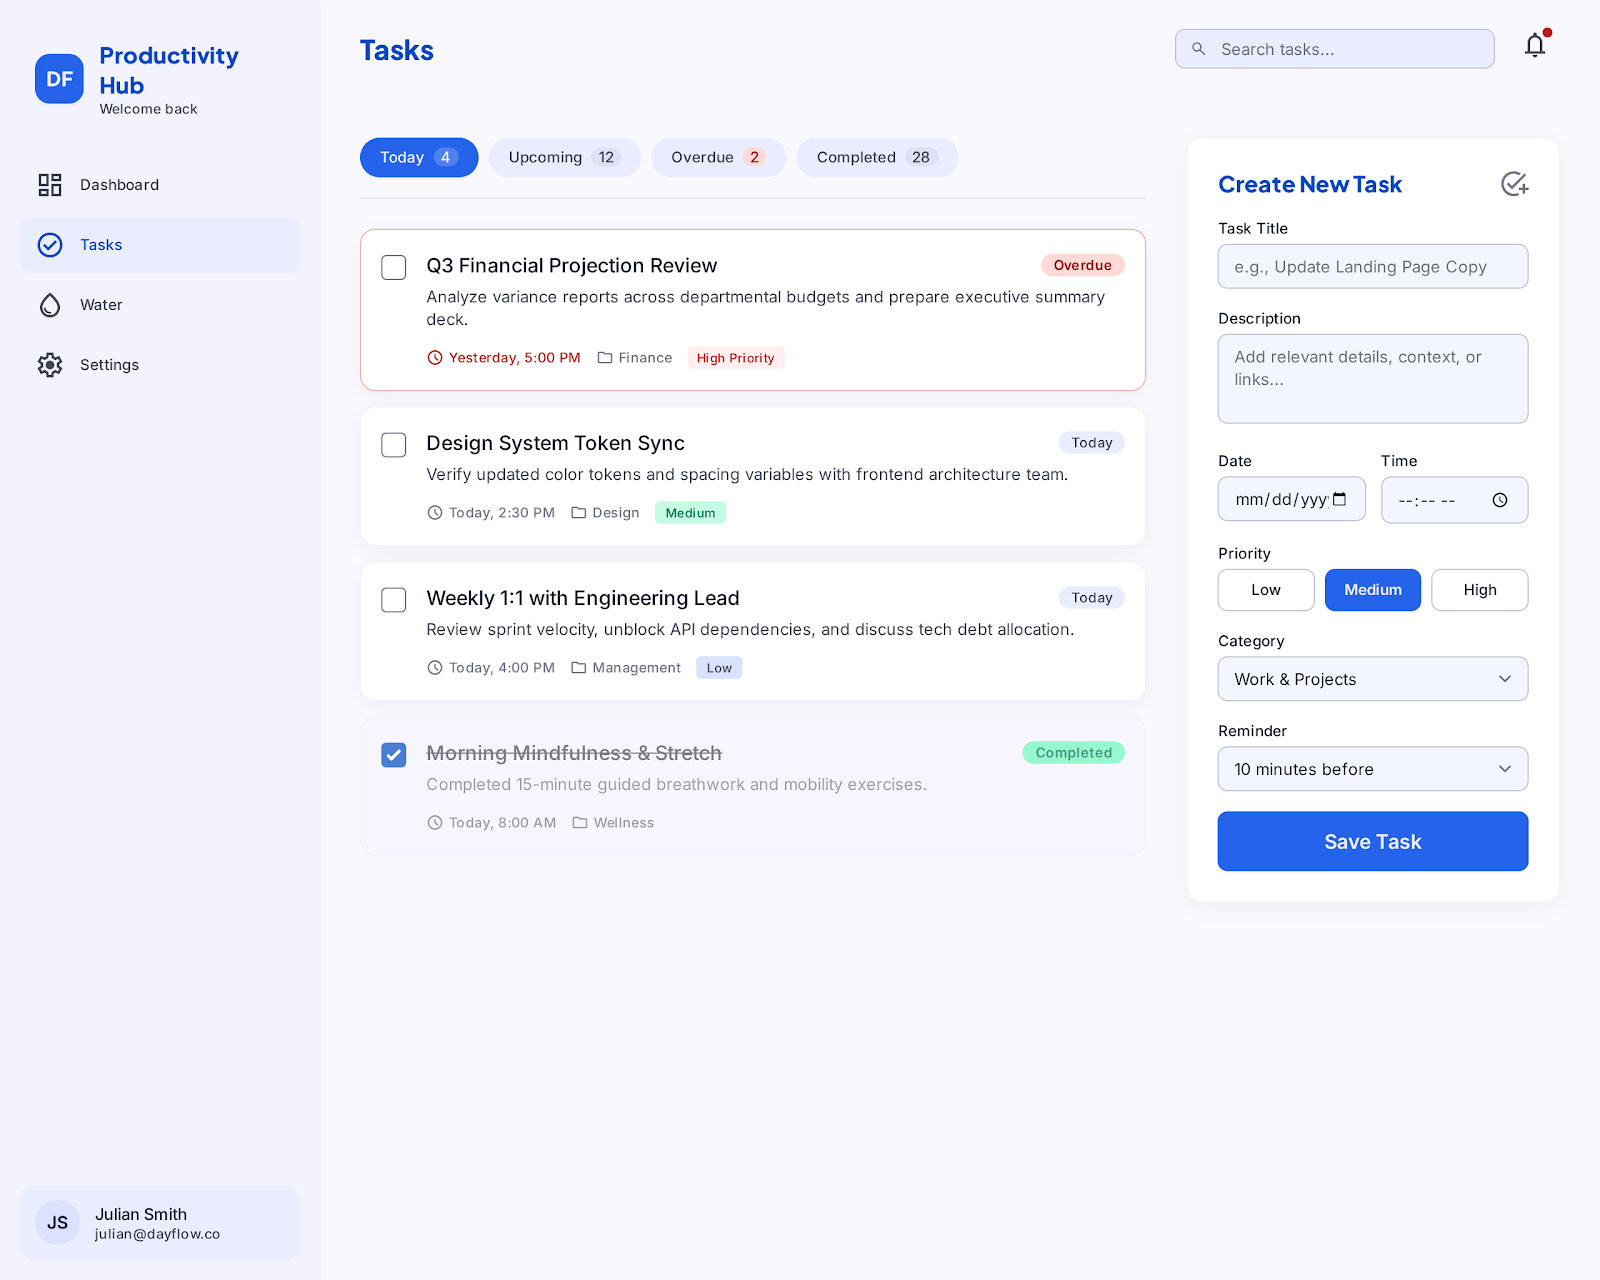 DF
Productivity
Hub
Welcome back
Dashboard
Tasks
Water
Settings
JS
Julian Smith
julian@dayflow.co
Tasks
Search tasks...
Today 4
Upcoming 12
Overdue 2
Completed 28
Q3 Financial Projection Review
Overdue
Analyze variance reports across departmental budgets and prepare executive summary
deck.
Yesterday, 5:00 PM Finance High Priority
Design System Token Sync
Today
Verify updated color tokens and spacing variables with frontend architecture team.
Today, 2:30 PM Design Medium
Weekly 1:1 with Engineering Lead
Today
Review sprint velocity, unblock API dependencies, and discuss tech debt allocation.
Today, 4:00 PM Management Low
Morning Mindfulness & Stretch
Completed
Completed 15-minute guided breathwork and mobility exercises.
Today, 8:00 AM Wellness
Create New Task
Task Title
e.g., Update Landing Page Copy
Description
Add relevant details, context, or
links...
Date Time
mm/dd/yyy --:-- --
Priority
Low Medium High
Category
Work & Projects
Reminder
10 minutes before
Save Task